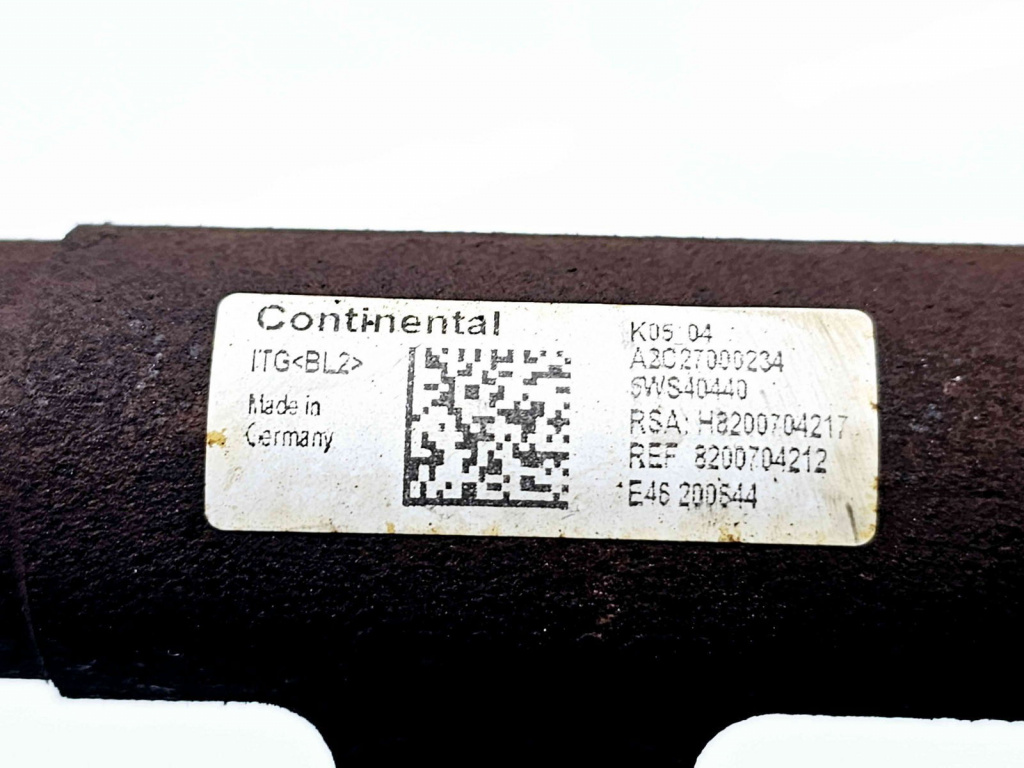 Continental
ITG<BL2>
Made in
Germany
K05_04
A2C27000234
5WS40440
RSA: H8200704217
REF 8200704212
*E46 200544